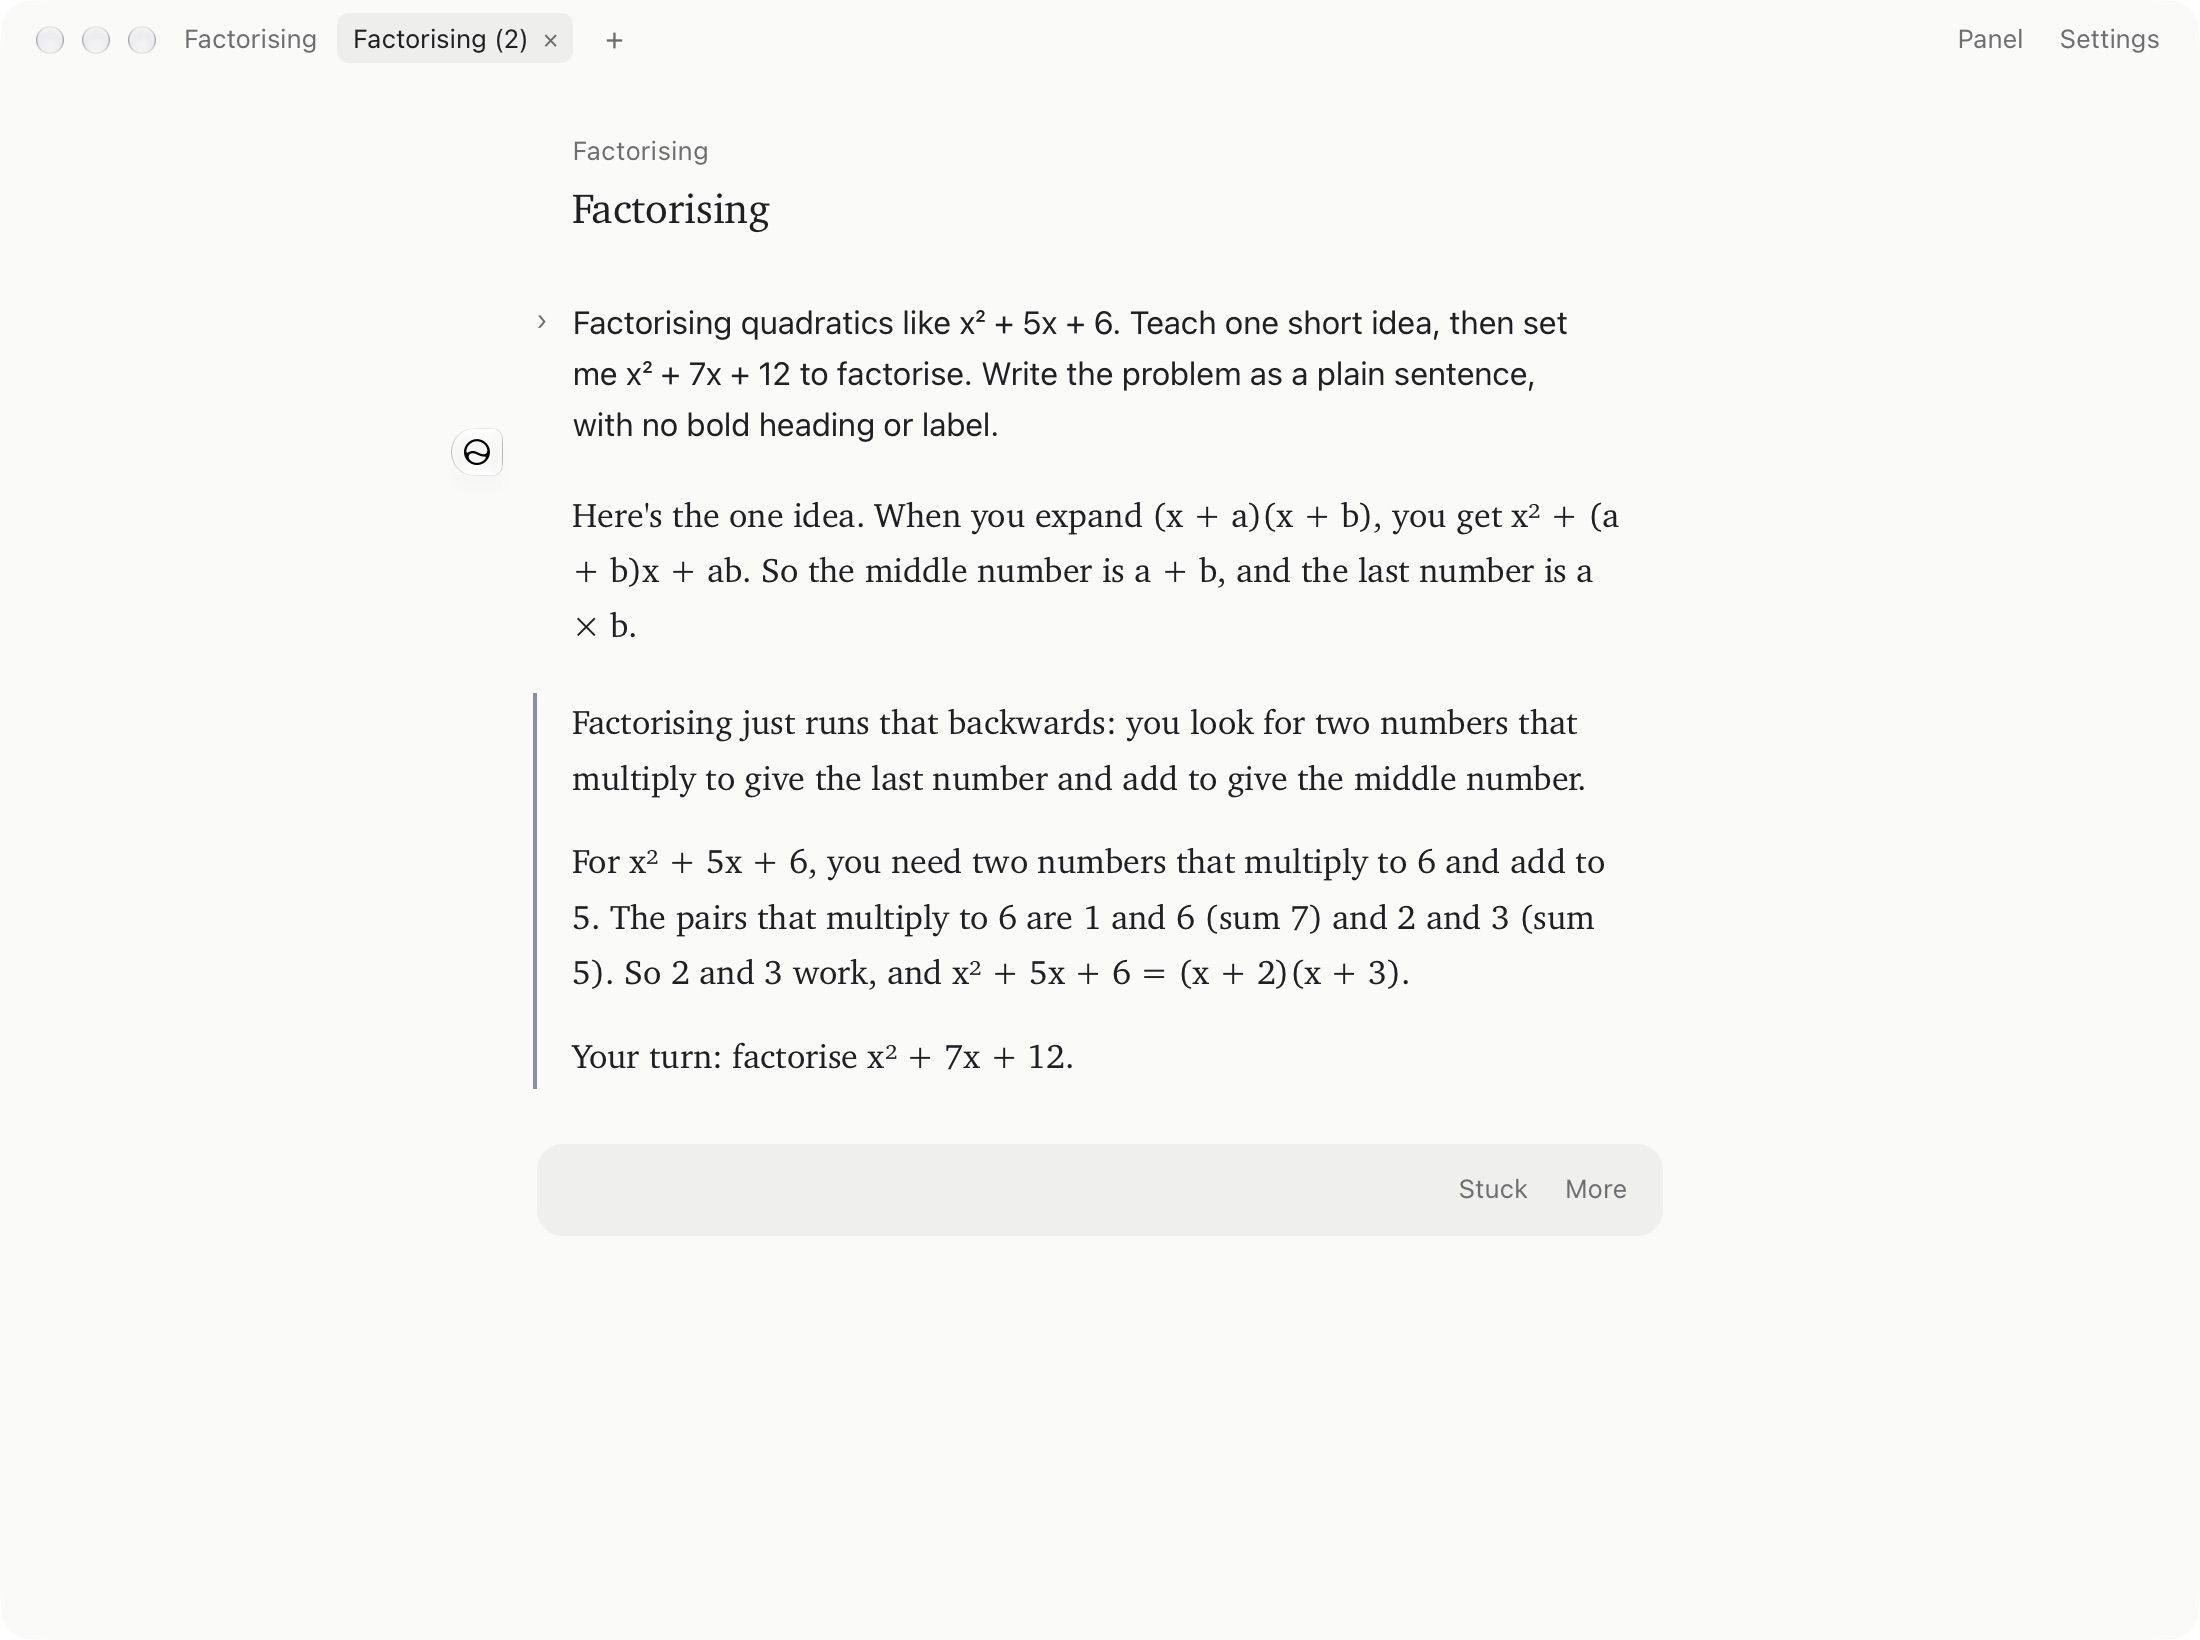 Factorising
Factorising (2) ×
+
Panel
Settings
Factorising
Factorising
› Factorising quadratics like x² + 5x + 6. Teach one short idea, then set
me x² + 7x + 12 to factorise. Write the problem as a plain sentence,
with no bold heading or label.
Here's the one idea. When you expand (x + a)(x + b), you get x² + (a
+ b)x + ab. So the middle number is a + b, and the last number is a
× b.
Factorising just runs that backwards: you look for two numbers that
multiply to give the last number and add to give the middle number.
For x² + 5x + 6, you need two numbers that multiply to 6 and add to
5. The pairs that multiply to 6 are 1 and 6 (sum 7) and 2 and 3 (sum
5). So 2 and 3 work, and x² + 5x + 6 = (x + 2)(x + 3).
Your turn: factorise x² + 7x + 12.
Stuck
More